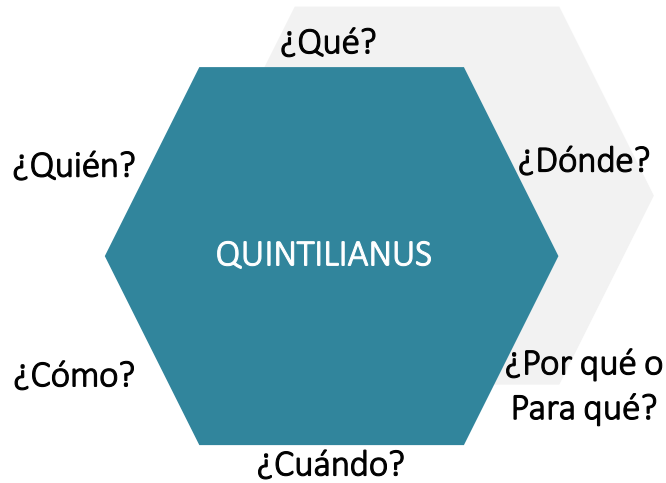 ¿Qué?
¿Quién?
¿Dónde?
QUINTILIANUS
¿Cómo?
¿Por qué o
Para qué?
¿Cuándo?